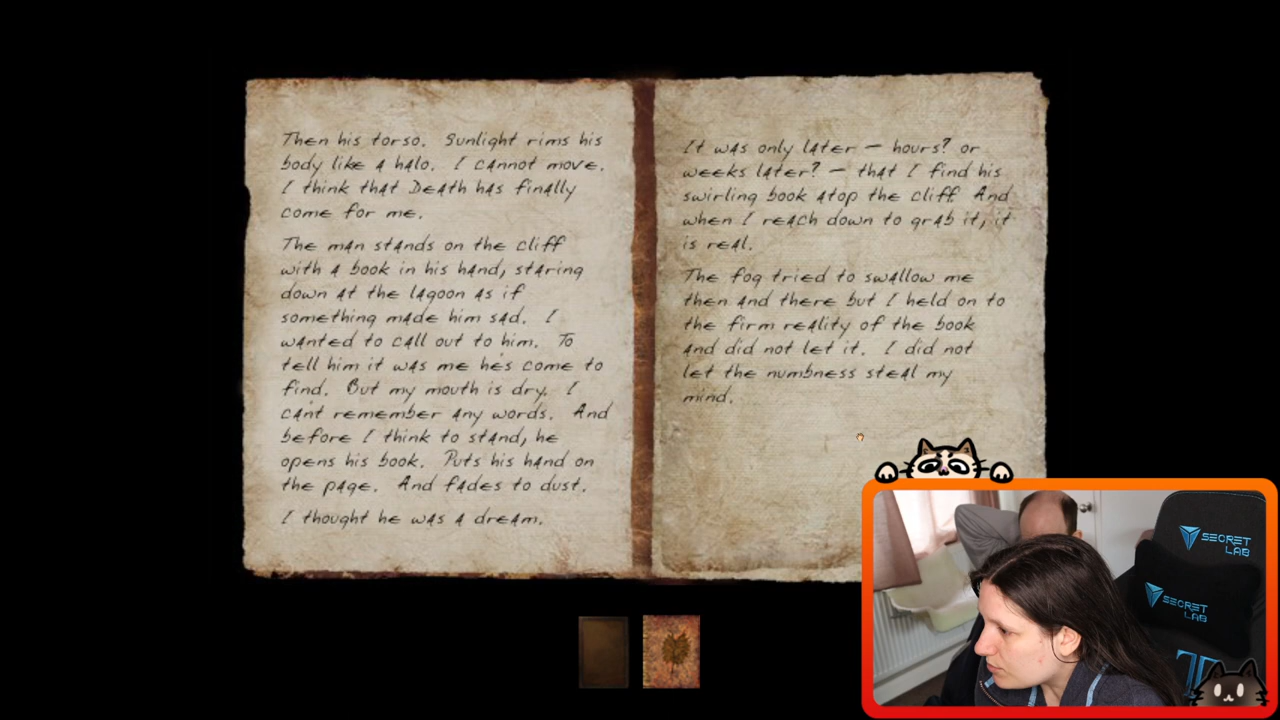 Then his torso. Sunlight rims his
body like a halo. I cannot move.
I think that Death has finally
come for me.
The man stands on the cliff
with a book in his hand, staring
down at the lagoon as if
something made him sad. I
wanted to call out to him. To
tell him it was me he's come to
find. But my mouth is dry. I
can't remember any words. And
before I think to stand, he
opens his book. Puts his hand on
the page. And fades to dust.
I thought he was a dream.
It was only later – hours? or
weeks later? – that I find his
swirling book atop the cliff. And
when I reach down to grab it, it
is real.
The fog tried to swallow me
then and there but I held on to
the firm reality of the book
and did not let it. I did not
let the numbness steal my
mind.
SECRET
LAB
SECRET
LAB